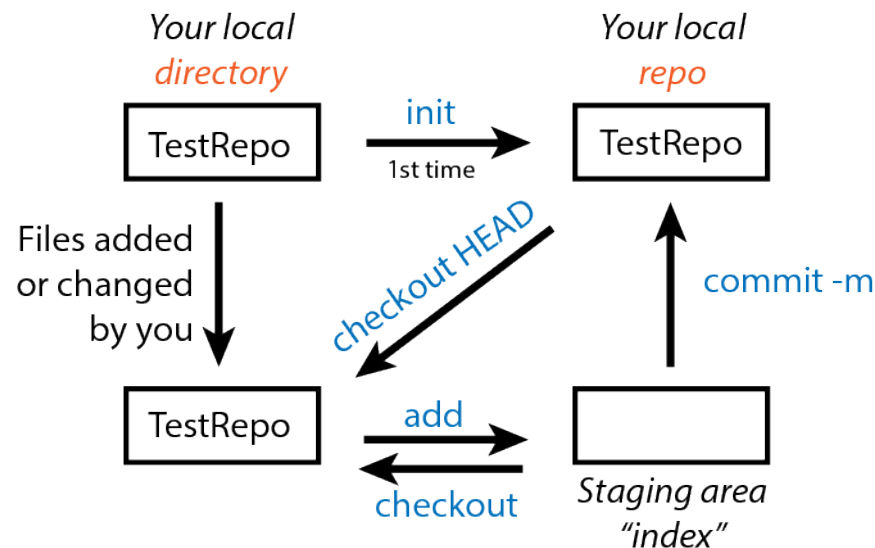 Your local
directory
Your local
repo
TestRepo
init
1st time
TestRepo
Files added
or changed
by you
checkout HEAD
commit -m
TestRepo
add
checkout
Staging area
“index”